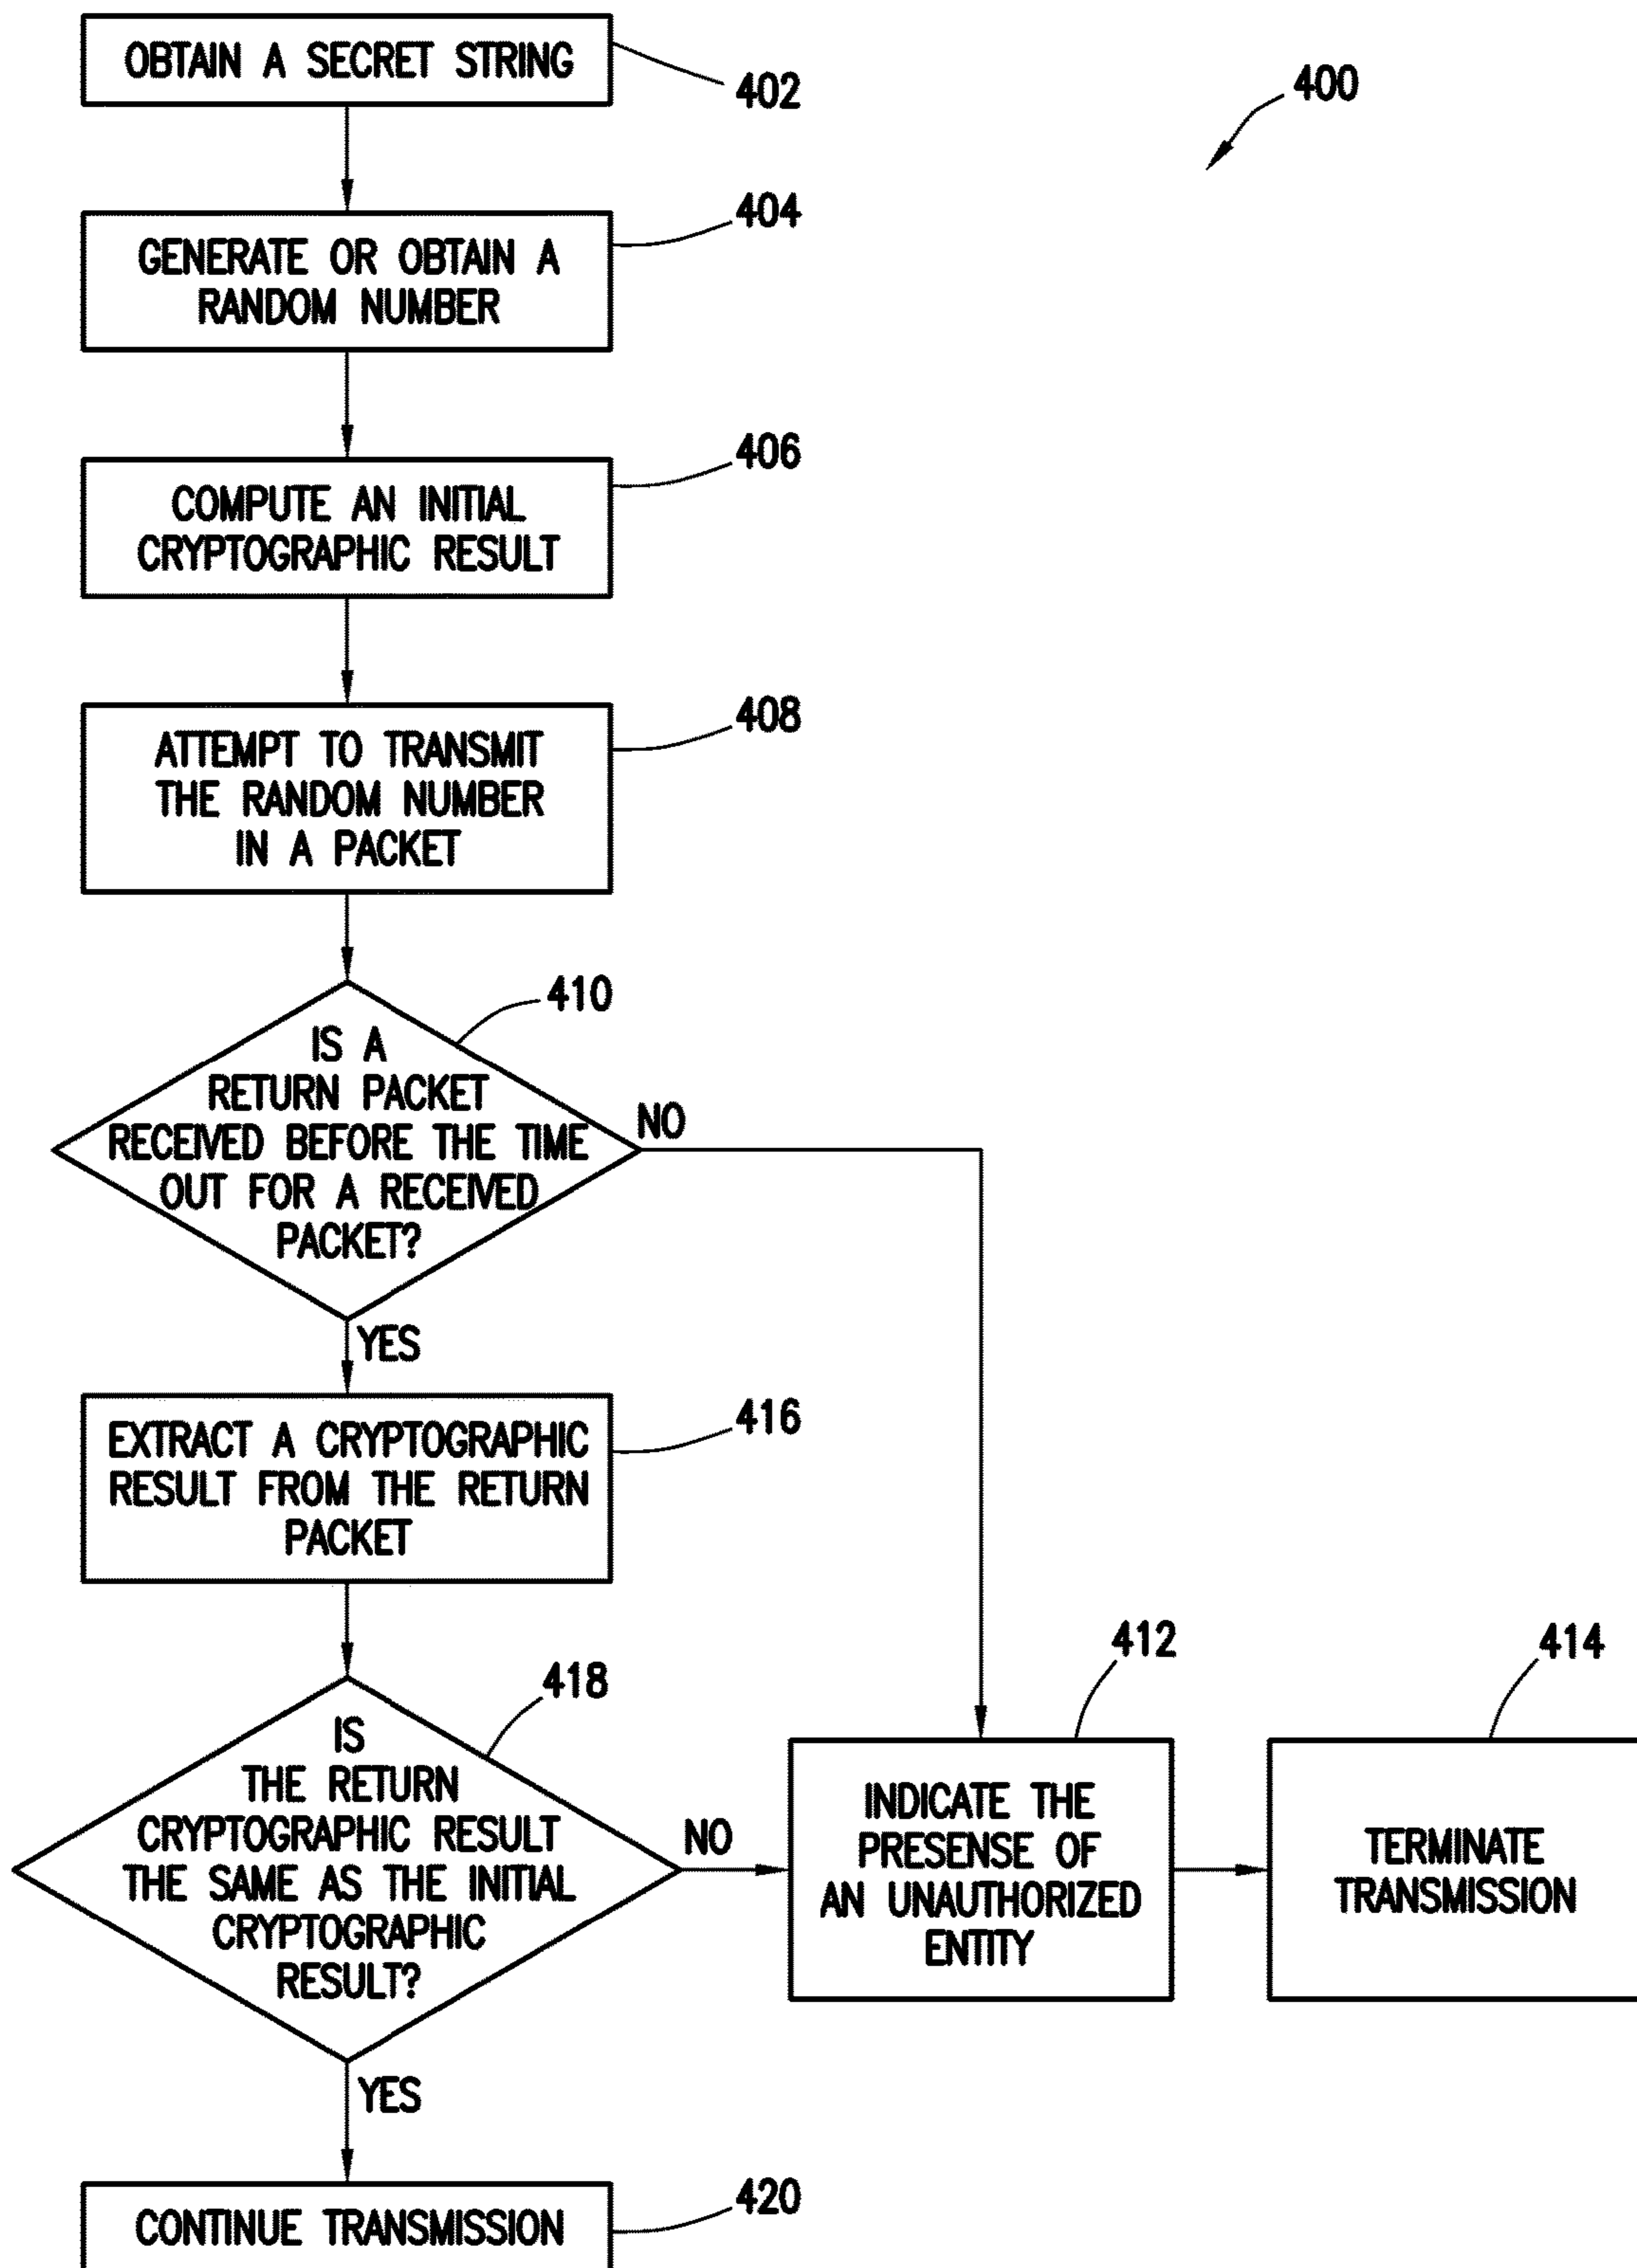 OBTAIN A SECRET STRING
402
400
GENERATE OR OBTAIN A
RANDOM NUMBER
404
COMPUTE AN INITIAL
CRYPTOGRAPHIC RESULT
406
ATTEMPT TO TRANSMIT
THE RANDOM NUMBER
IN A PACKET
408
410
IS A
RETURN PACKET
RECEIVED BEFORE THE TIME
OUT FOR A RECEIVED
PACKET?
NO
YES
EXTRACT A CRYPTOGRAPHIC
RESULT FROM THE RETURN
PACKET
416
418
IS
THE RETURN
CRYPTOGRAPHIC RESULT
THE SAME AS THE INITIAL
CRYPTOGRAPHIC
RESULT?
NO
412
INDICATE THE
PRESENSE OF
AN UNAUTHORIZED
ENTITY
414
TERMINATE
TRANSMISSION
YES
CONTINUE TRANSMISSION
420